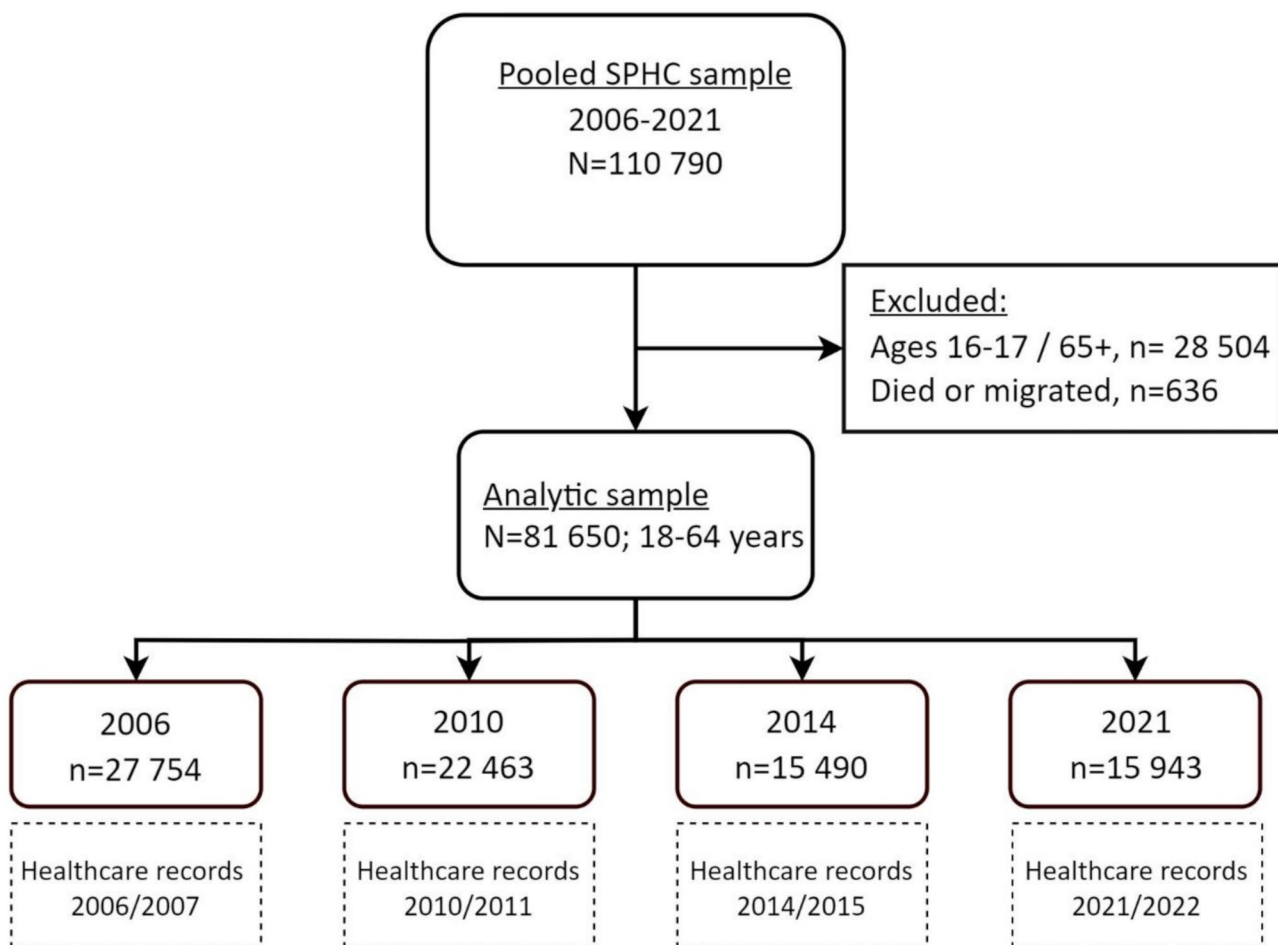 Pooled SPHC sample
2006-2021
N=110 790
Excluded:
Ages 16-17 / 65+, n= 28 504
Died or migrated, n=636
Analytic sample
N=81 650; 18-64 years
2006
n=27 754
2010
n=22 463
2014
n=15 490
2021
n=15 943
Healthcare records
2006/2007
Healthcare records
2010/2011
Healthcare records
2014/2015
Healthcare records
2021/2022